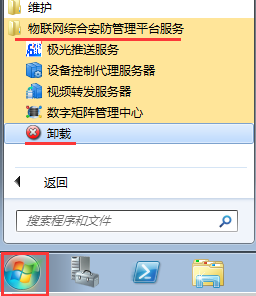 维护
物联网综合安防管理平台服务
极光推送服务
设备控制代理服务器
视频转发服务器
数字矩阵管理中心
卸载
返回
搜索程序和文件